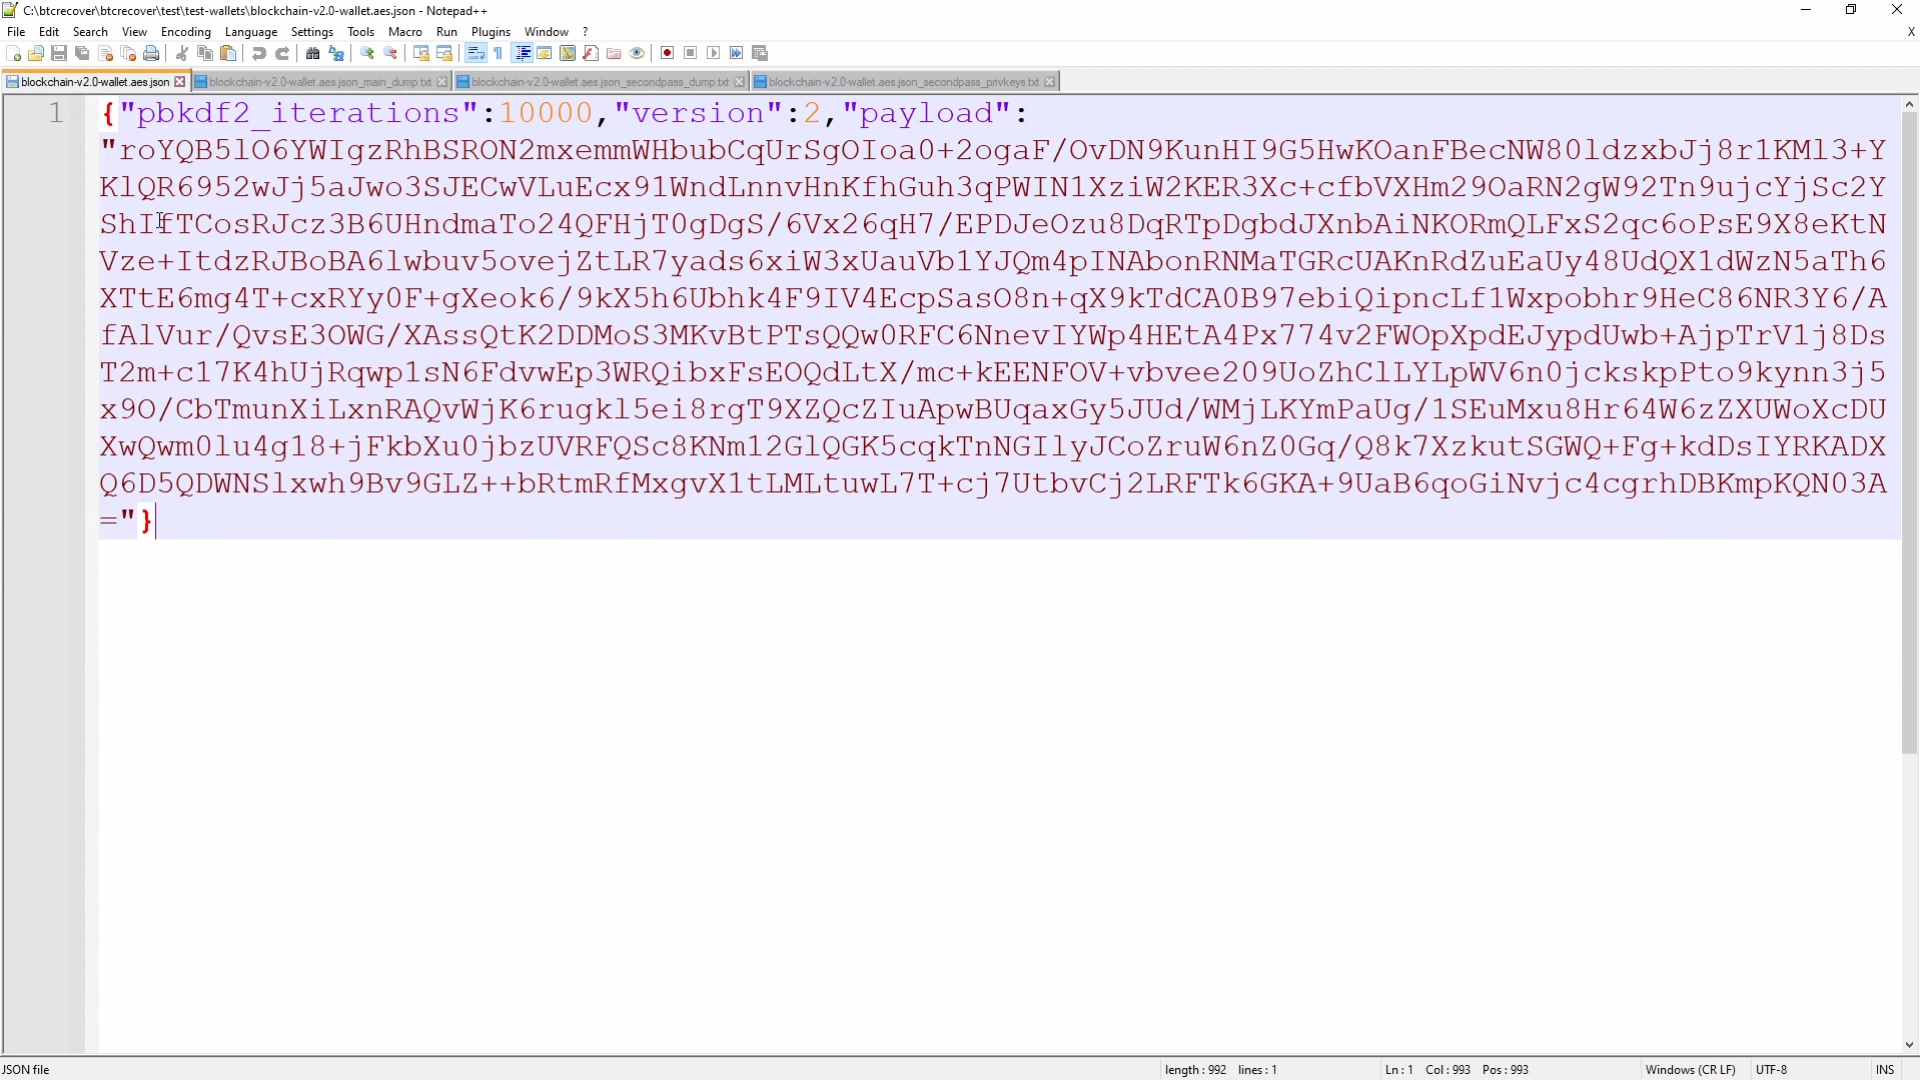 C:\btcrecover\btcrecover\test\test-wallets\blockchain-v2.0-wallet.aes.json - Notepad++
File Edit Search View Encoding Language Settings Tools Macro Run Plugins Window ? X
blockchain-v2.0-wallet.aes.json blockchain-v2.0-wallet.aes.json_main_dump.txt blockchain-v2.0-wallet.aes.json_secondpass_dump.txt blockchain-v2.0-wallet.aes.json_secondpass_privkeys.txt
1 {"pbkdf2_iterations":10000,"version":2,"payload":
"roYQB5lO6YWIgzRhBSRON2mxemmWHbubCqUrSgOIoa0+2ogaF/OvDN9KunHI9G5HwKOanFBecNW80ldzxbJj8r1KMl3+Y
KlQR6952wJj5aJwo3SJECwVLuEcx91WndLnnvHnKfhGuh3qPWIN1XziW2KER3Xc+cfbVXHm29OaRN2gW92Tn9ujcYjSc2Y
ShIfTCosRJcz3B6UHndmaTo24QFHjT0gDgS/6Vx26qH7/EPDJeOzu8DqRTpDgbdJXnbAiNKORmQLFxS2qc6oPsE9X8eKtN
Vze+ItdzRJBoBA6lwbuv5ovejZtLR7yads6xiW3xUauVb1YJQm4pINAbonRNMaTGRcUAKnRdZuEaUy48UdQX1dWzN5aTh6
XTtE6mg4T+cxRYy0F+gXeok6/9kX5h6Ubhk4F9IV4EcpSasO8n+qX9kTdCA0B97ebiQipncLf1Wxpobhr9HeC86NR3Y6/A
fAlVur/QvsE3OWG/XAssQtK2DDMoS3MKvBtPTsQQw0RFC6NnevIYWp4HEtA4Px774v2FWOpXpdEJypdUwb+AjpTrV1j8Ds
T2m+c17K4hUjRqwp1sN6FdvwEp3WRQibxFsEOQdLtX/mc+kEENFOV+vbvee209UoZhClLYLpWV6n0jckskpPto9kynn3j5
x9O/CbTmunXiLxnRAQvWjK6rugkl5ei8rgT9XZQcZIuApwBUqaxGy5JUd/WMjLKYmPaUg/1SEuMxu8Hr64W6zZXUWoXcDU
XwQwm0lu4g18+jFkbXu0jbzUVRFQSc8KNm12GlQGK5cqkTnNGIlyJCoZruW6nZ0Gq/Q8k7XzkutSGWQ+Fg+kdDsIYRKADX
Q6D5QDWNSlxwh9Bv9GLZ++bRtmRfMxgvX1tLMLtuwL7T+cj7UtbvCj2LRFTk6GKA+9UaB6qoGiNvjc4cgrhDBKmpKQN03A
="}
JSON file length : 992 lines : 1 Ln : 1 Col : 993 Pos : 993 Windows (CR LF) UTF-8 INS